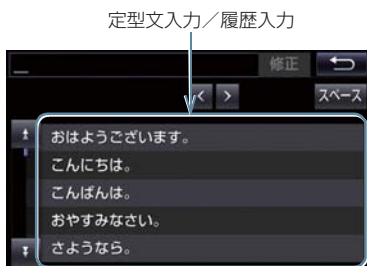 定型文入力／履歴入力
修正
< >
スペース
おはようございます。
こんにちは。
こんばんは。
おやすみなさい。
さようなら。